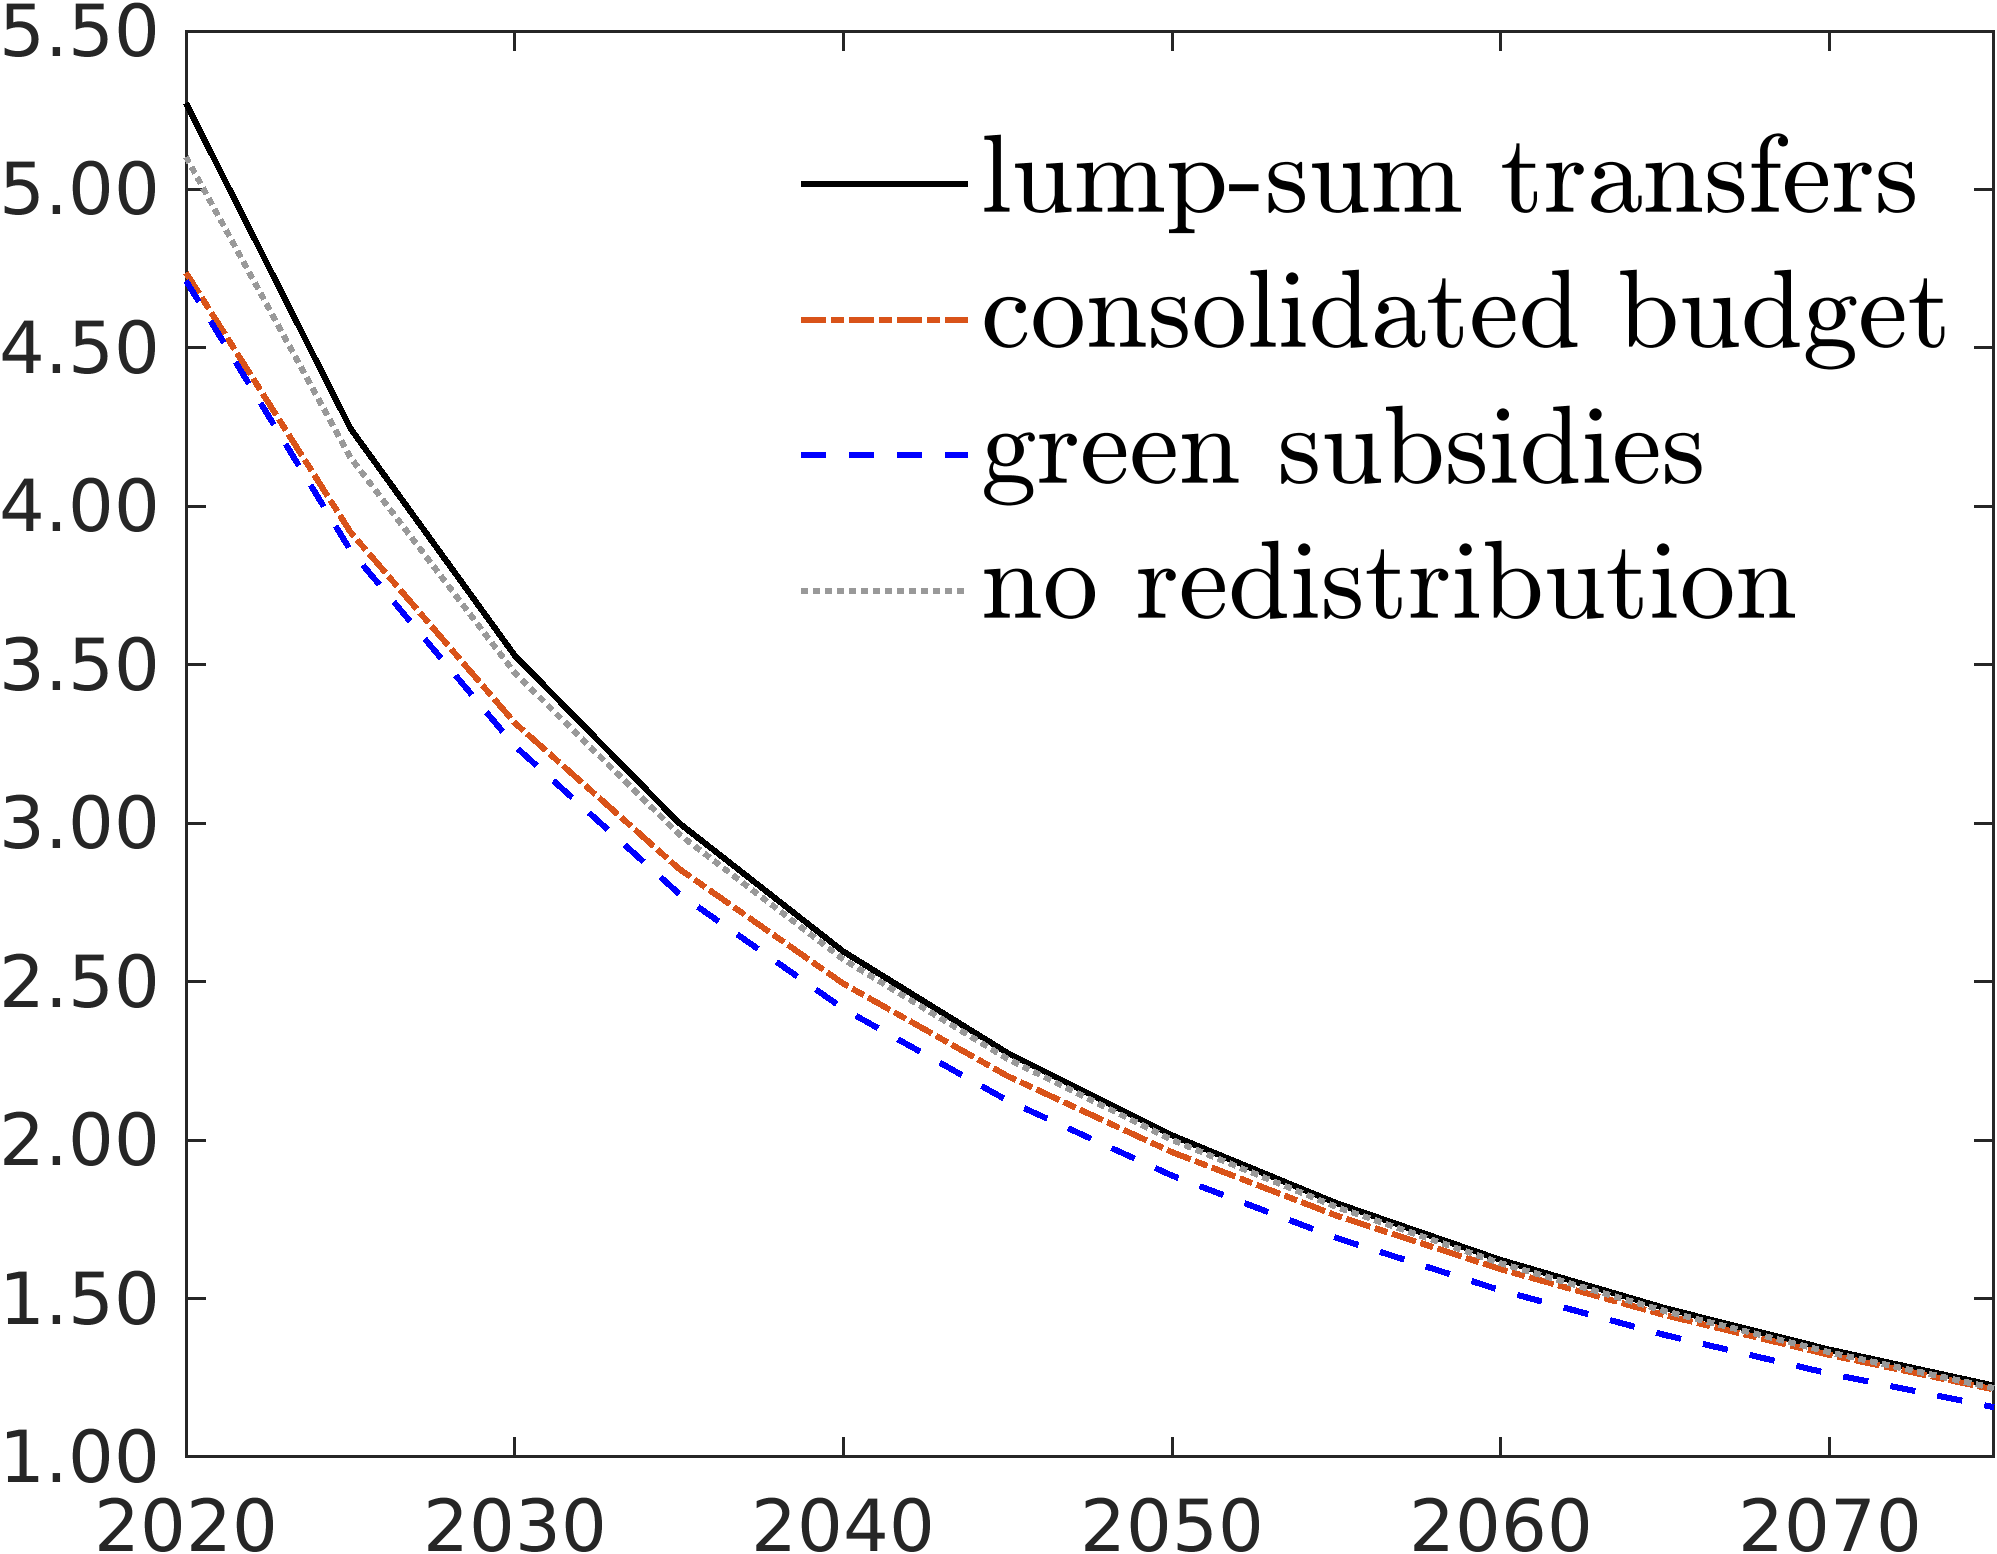 5.50
5.00
4.50
4.00
3.50
3.00
2.50
2.00
1.50
1.00
2020 2030 2040 2050 2060 2070
lump-sum transfers
consolidated budget
green subsidies
no redistribution